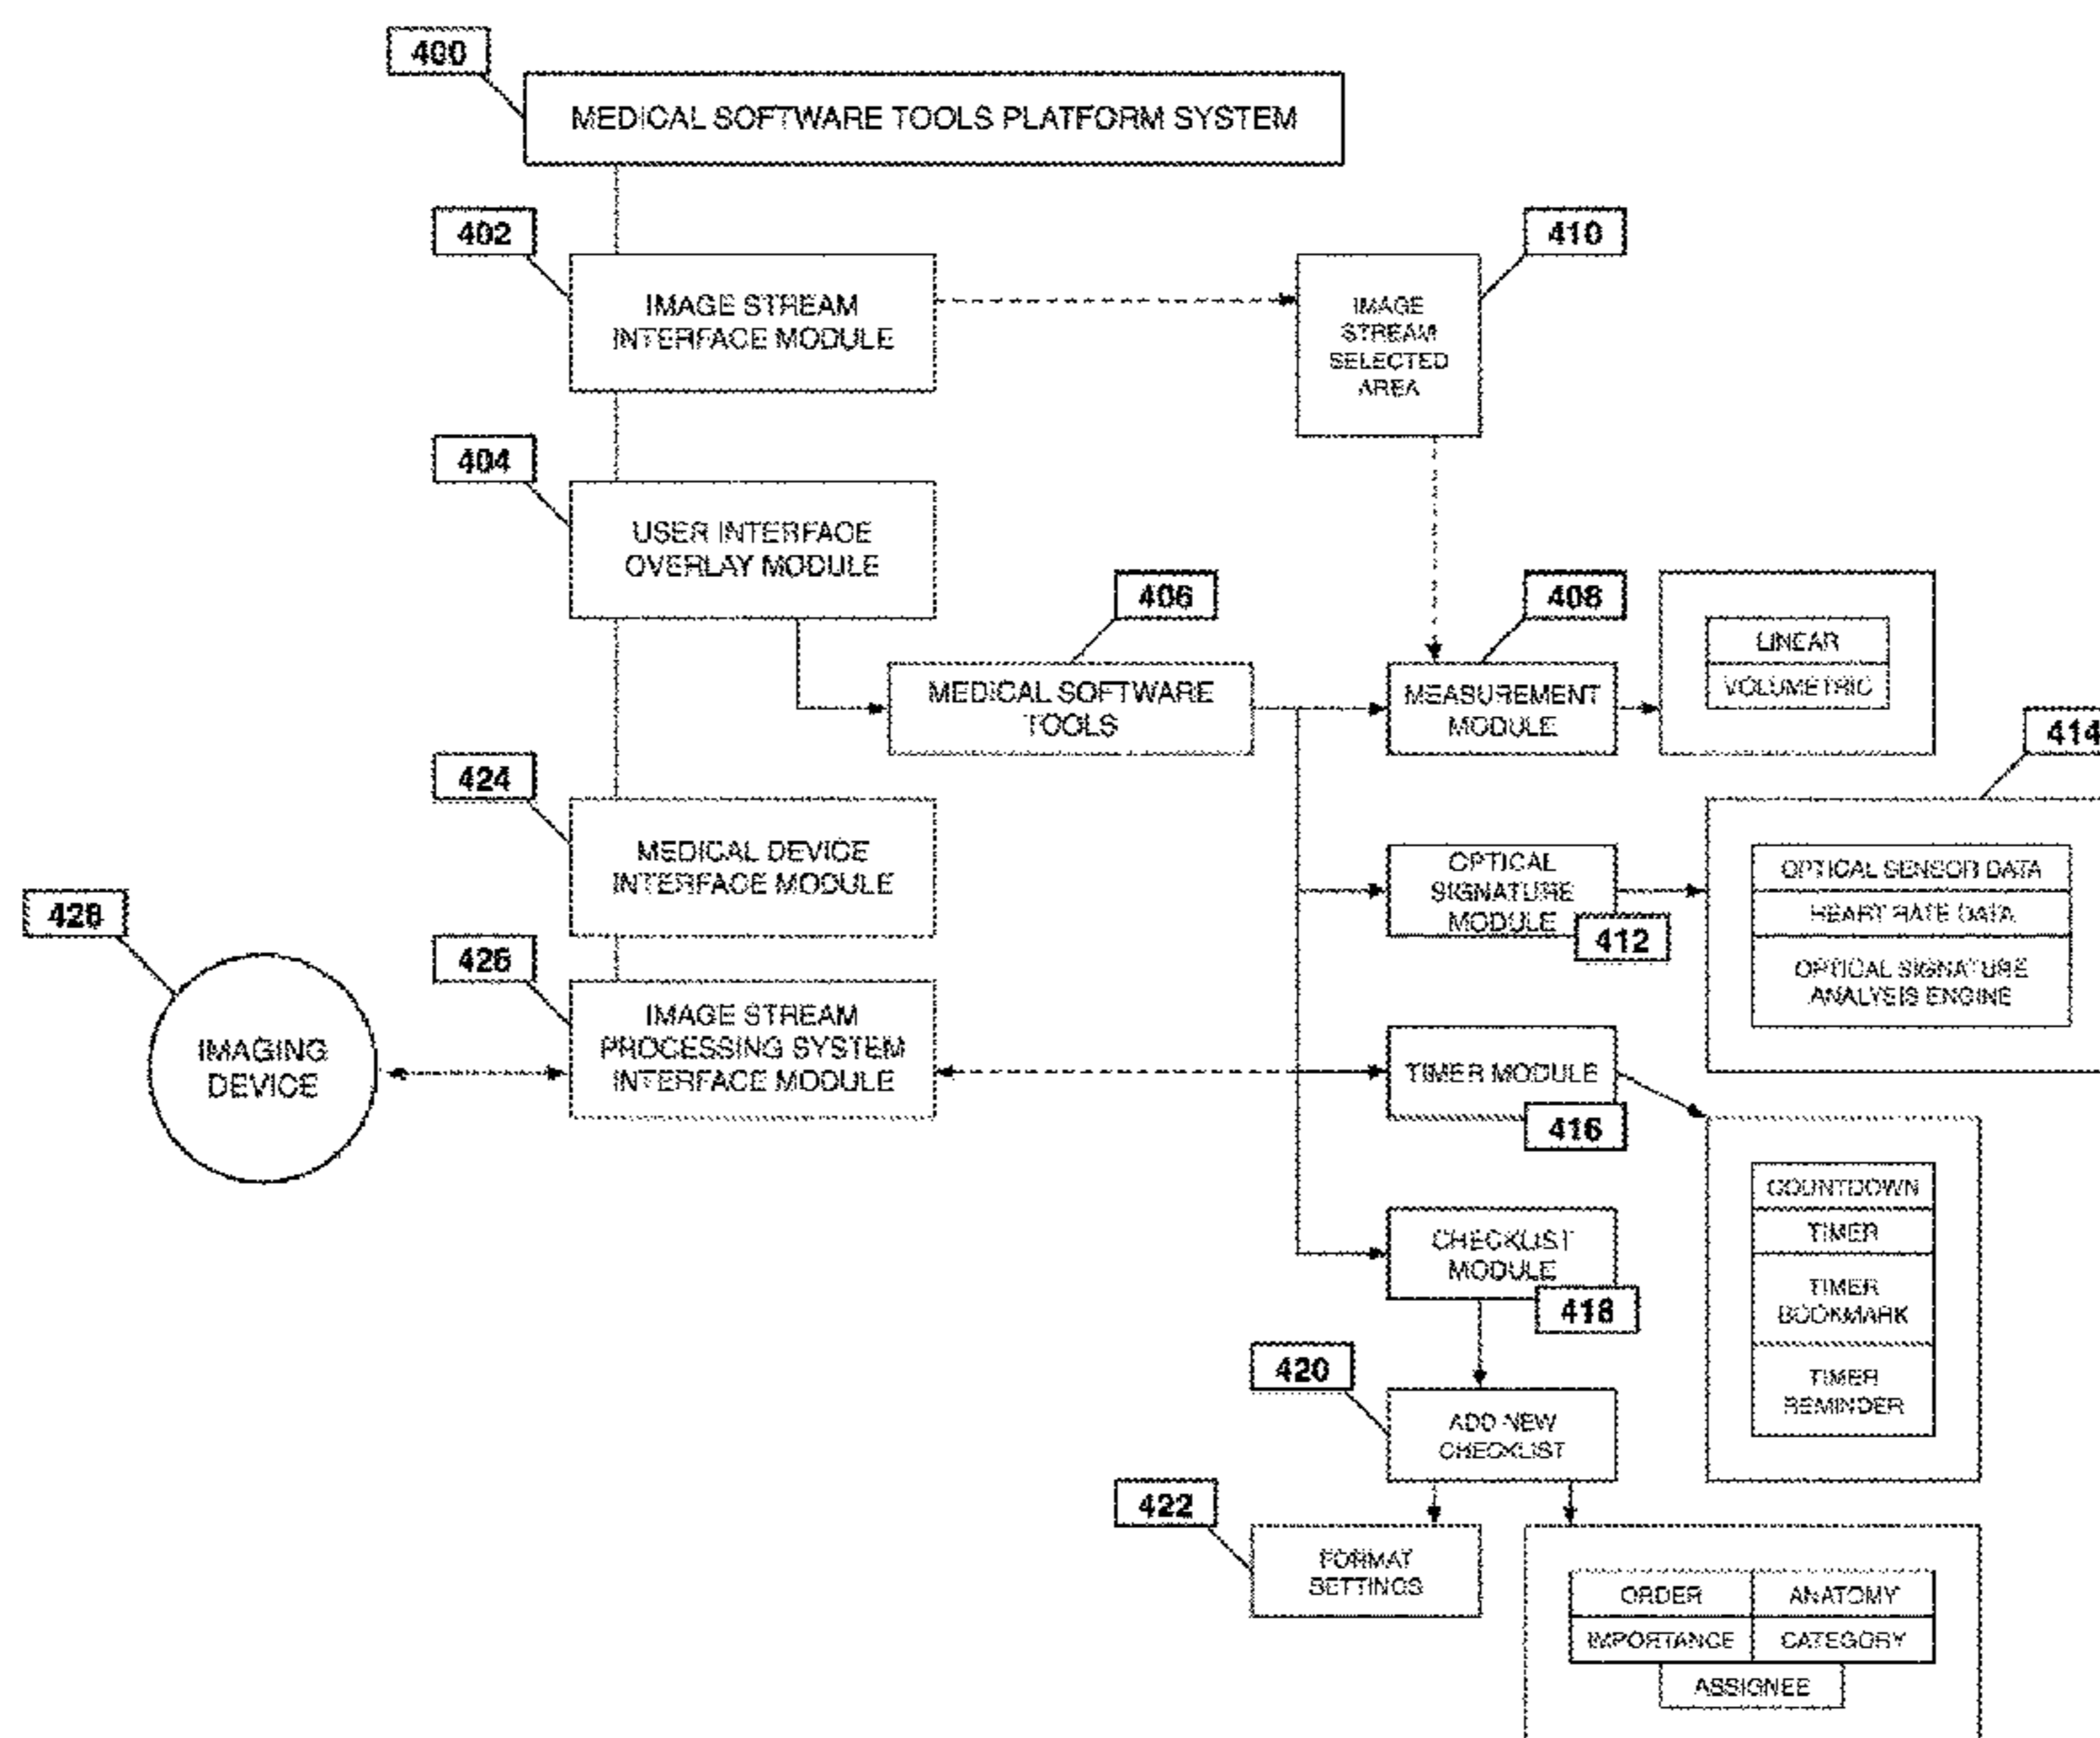 400
MEDICAL SOFTWARE TOOLS PLATFORM SYSTEM
402
IMAGE STREAM
INTERFACE MODULE
410
IMAGE
STREAM
SELECTED
AREA
404
USER INTERFACE
OVERLAY MODULE
406
MEDICAL SOFTWARE
TOOLS
408
MEASUREMENT
MODULE
LINEAR
VOLUMETRIC
414
424
MEDICAL DEVICE
INTERFACE MODULE
OPTICAL
SIGNATURE
MODULE
412
OPTICAL SENSOR DATA
HEART RATE DATA
OPTICAL SIGNATURE
ANALYSIS ENGINE
428
IMAGING
DEVICE
426
IMAGE STREAM
PROCESSING SYSTEM
INTERFACE MODULE
TIMER MODULE
416
COUNTDOWN
TIMER
TIMER
BOOKMARK
TIMER
REMINDER
CHECKLIST
MODULE
418
420
ADD NEW
CHECKLIST
422
FORMAT
SETTINGS
ORDER
ANATOMY
IMPORTANCE
CATEGORY
ASSIGNEE